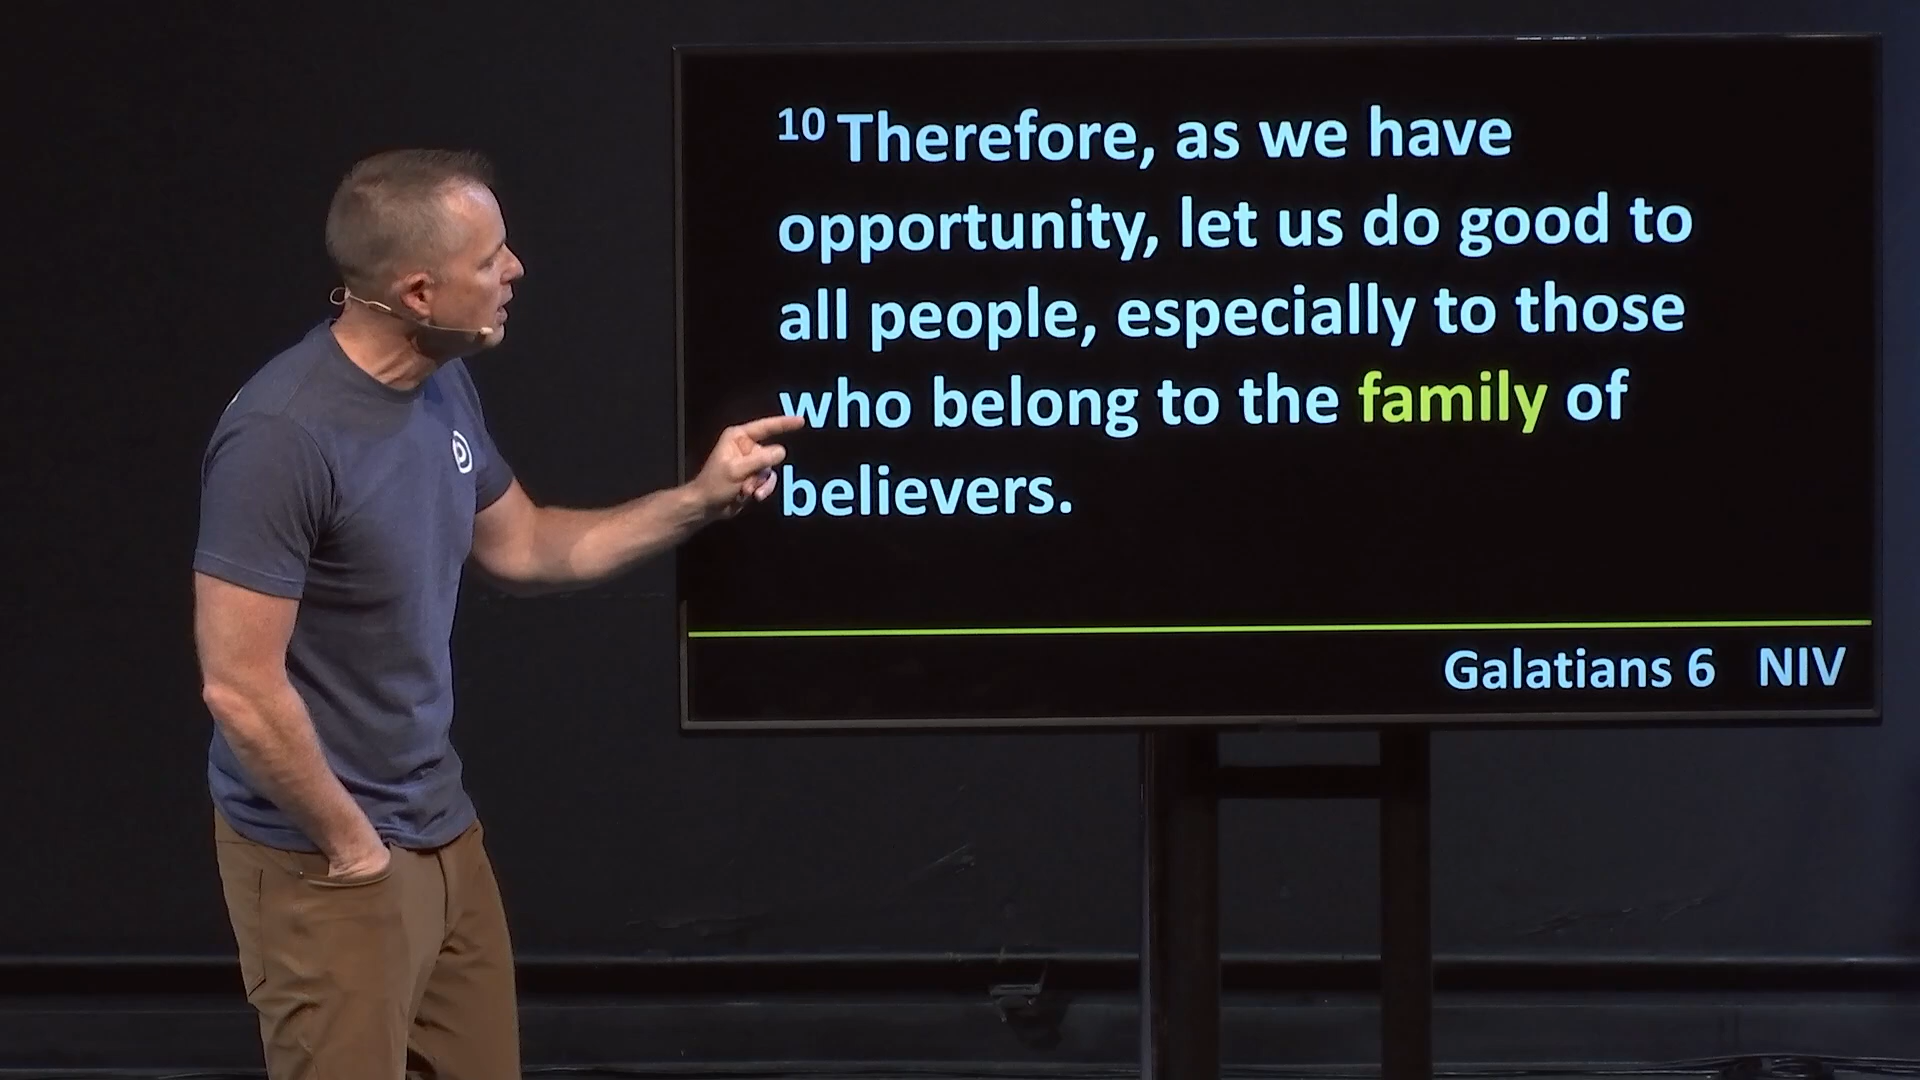 10 Therefore, as we have
opportunity, let us do good to
all people, especially to those
who belong to the family of
believers.
Galatians 6 NIV